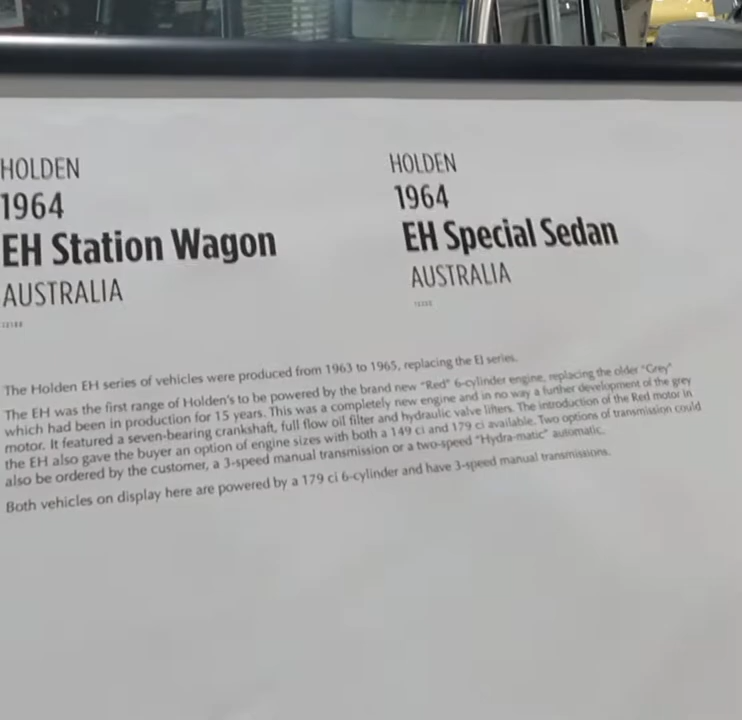 HOLDEN
1964
EH Station Wagon
AUSTRALIA
HOLDEN
1964
EH Special Sedan
AUSTRALIA
The Holden EH series of vehicles were produced from 1963 to 1965, replacing the EJ series.
The EH was the first range of Holden's to be powered by the brand new "Red" 6-cylinder engine, replacing the older "Grey"
which had been in production for 15 years. This was a completely new engine and in no way a further development of the grey
motor. It featured a seven-bearing crankshaft, full flow oil filter and hydraulic valve lifters. The introduction of the Red motor in
the EH also gave the buyer an option of engine sizes with both a 149 ci and 179 ci available. Two options of transmission could
also be ordered by the customer, a 3-speed manual transmission or a two-speed "Hydra-matic" automatic.
Both vehicles on display here are powered by a 179 ci 6-cylinder and have 3-speed manual transmissions.